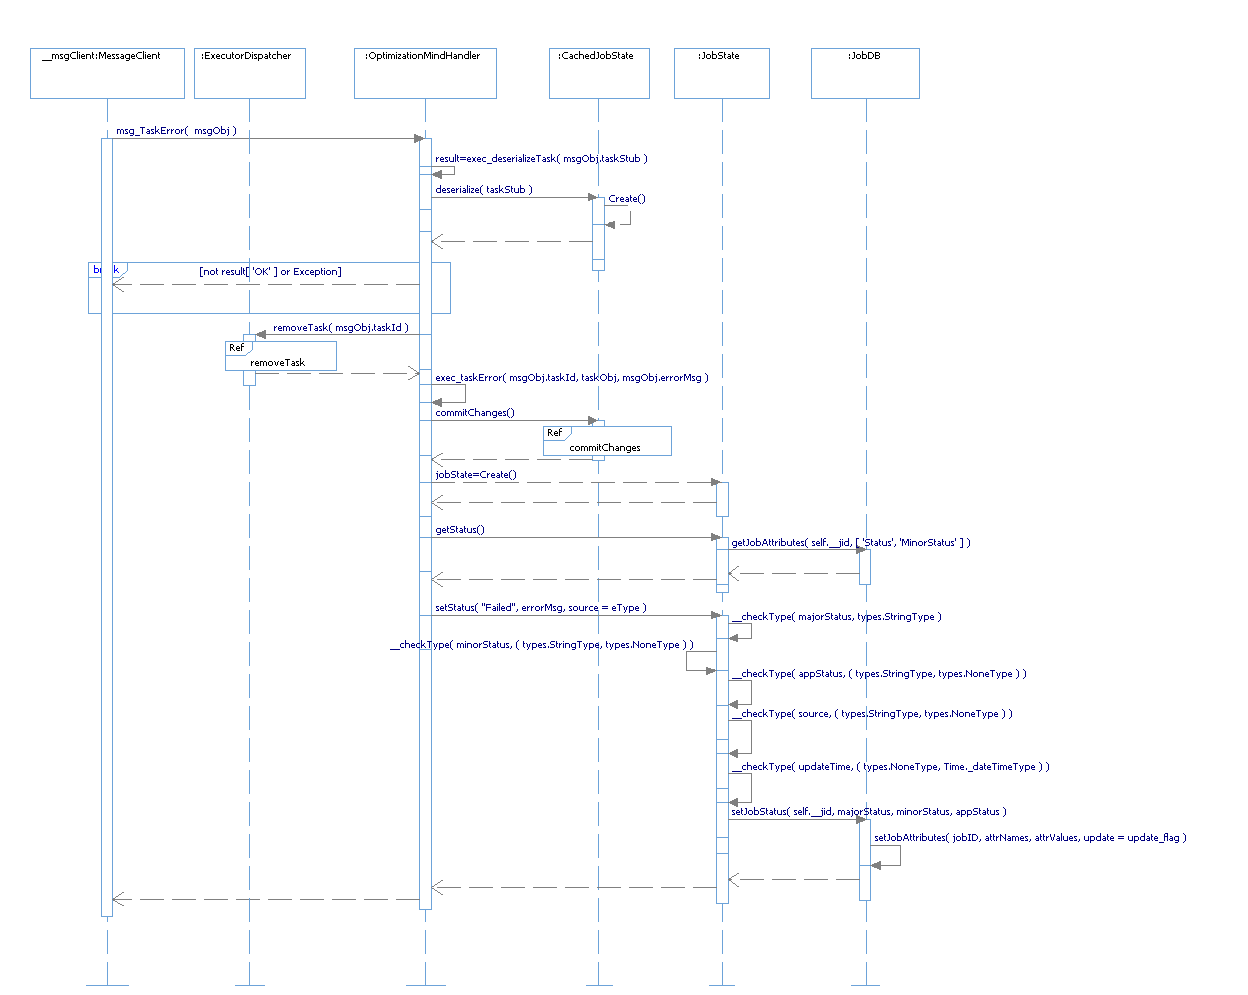 __msgClient:MessageClient
:ExecutorDispatcher
:OptimizationMindHandler
:CachedJobState
:JobState
:JobDB
msg_TaskError( msgObj )
result=exec_deserializeTask( msgObj.taskStub )
deserialize( taskStub )
Create()
break
[not result[ 'OK' ] or Exception]
removeTask( msgObj.taskId )
Ref
removeTask
exec_taskError( msgObj.taskId, taskObj, msgObj.errorMsg )
commitChanges()
Ref
commitChanges
jobState=Create()
getStatus()
getJobAttributes( self.__jid, [ 'Status', 'MinorStatus' ] )
setStatus( "Failed", errorMsg, source = eType )
__checkType( majorStatus, types.StringType )
__checkType( minorStatus, ( types.StringType, types.NoneType ) )
__checkType( appStatus, ( types.StringType, types.NoneType ) )
__checkType( source, ( types.StringType, types.NoneType ) )
__checkType( updateTime, ( types.NoneType, Time._dateTimeType ) )
setJobStatus( self.__jid, majorStatus, minorStatus, appStatus )
setJobAttributes( jobID, attrNames, attrValues, update = update_flag )